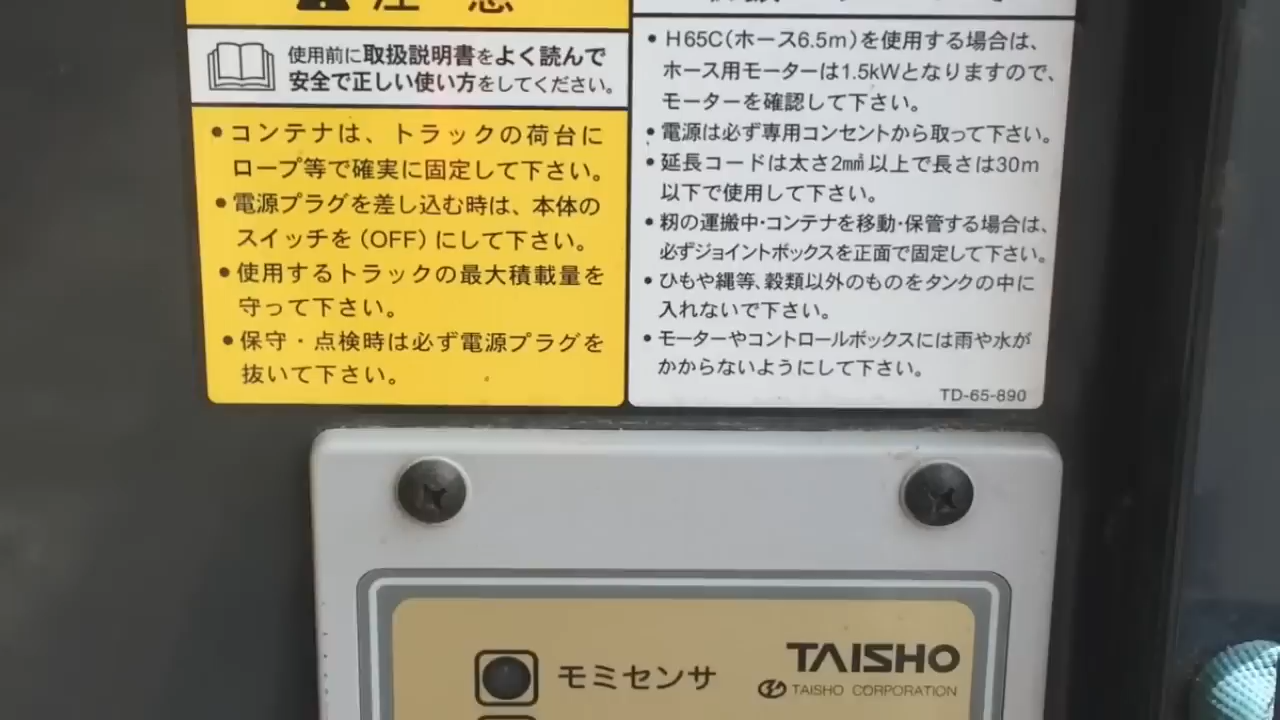 注 意
使用前に取扱説明書をよく読んで
安全で正しい使い方をしてください。
●コンテナは、トラックの荷台に
ロープ等で確実に固定して下さい。
●電源プラグを差し込む時は、本体の
スイッチを(OFF)にして下さい。
●使用するトラックの最大積載量を
守って下さい。
●保守・点検時は必ず電源プラグを
抜いて下さい。
●H65C(ホース6.5m)を使用する場合は、
ホース用モーターは1.5kWとなりますので、
モーターを確認して下さい。
●電源は必ず専用コンセントから取って下さい。
●延長コードは太さ2㎟以上で長さは30m
以下で使用して下さい。
●籾の運搬中・コンテナを移動・保管する場合は、
必ずジョイントボックスを正面で固定して下さい。
●ひもや縄等、穀類以外のものをタンクの中に
入れないで下さい。
●モーターやコントロールボックスには雨や水が
かからないようにして下さい。
TD-65-890
TAISHO
モミセンサ
TAISHO CORPORATION